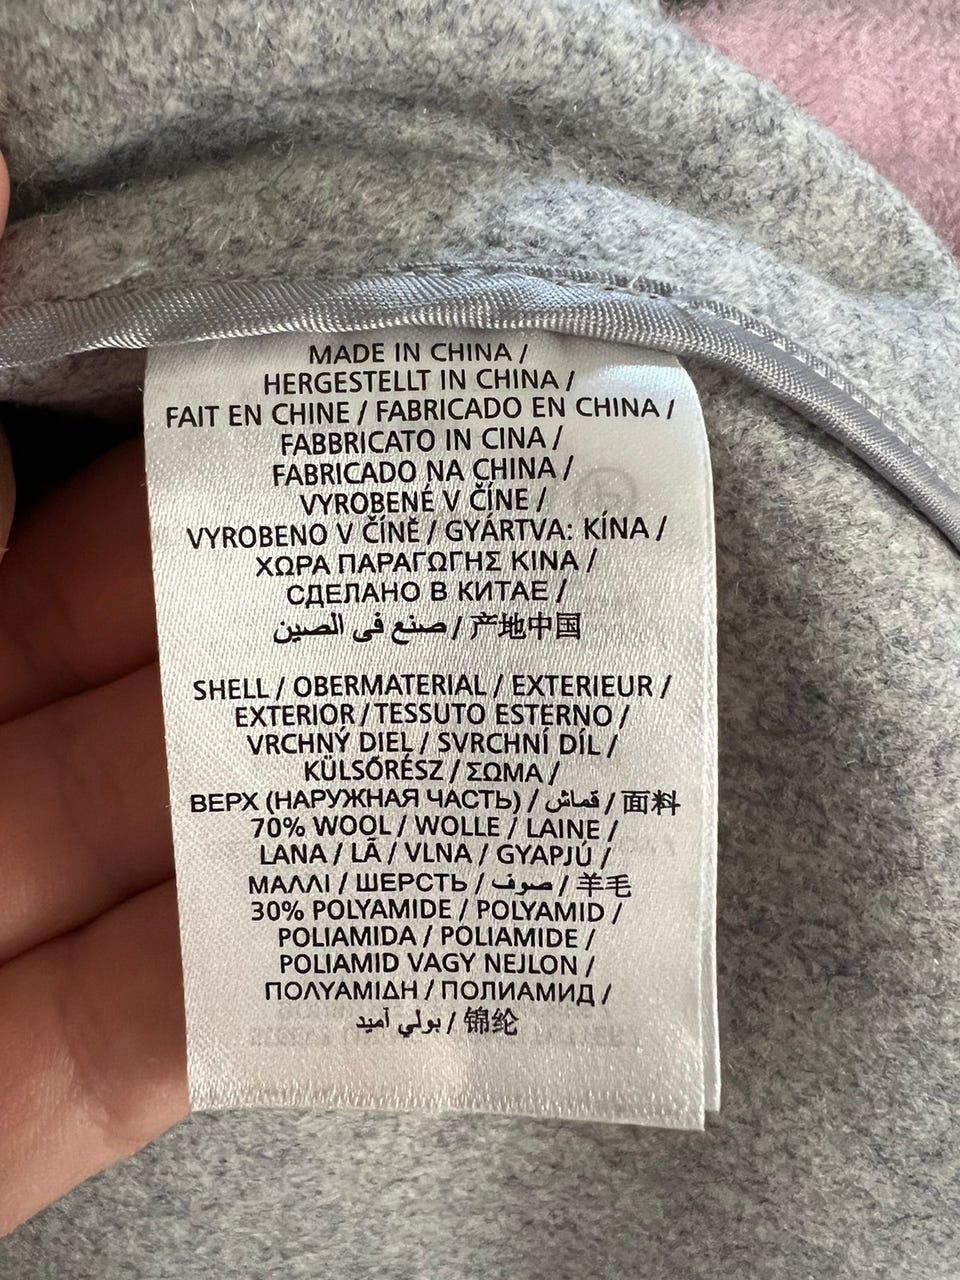 MADE IN CHINA /
HERGESTELLT IN CHINA /
FAIT EN CHINE / FABRICADO EN CHINA /
FABBRICATO IN CINA /
FABRICADO NA CHINA /
VYROBENÉ V ČÍNE /
VYROBENO V ČÍNĚ / GYÁRTVA: KÍNA /
ΧΩΡΑ ΠΑΡΑΓΩΓΗΣ ΚΙΝΑ /
СДЕЛАНО В КИТАЕ /
صنع في الصين / 产地中国
SHELL / OBERMATERIAL / EXTERIEUR /
EXTERIOR / TESSUTO ESTERNO /
VRCHNÝ DIEL / SVRCHNÍ DÍL /
KÜLSŐRÉSZ / ΣΩΜΑ /
ВЕРХ (НАРУЖНАЯ ЧАСТЬ) / قماش / 面料
70% WOOL / WOLLE / LAINE /
LANA / LÃ / VLNA / GYAPJÚ /
ΜΑΛΛΙ / ШЕРСТЬ / صوف / 羊毛
30% POLYAMIDE / POLYAMID /
POLIAMIDA / POLIAMIDE /
POLIAMID VAGY NEJLON /
ΠΟΛΥΑΜΙΔΗ / ПОЛИАМИД /
بولي أميد / 锦纶